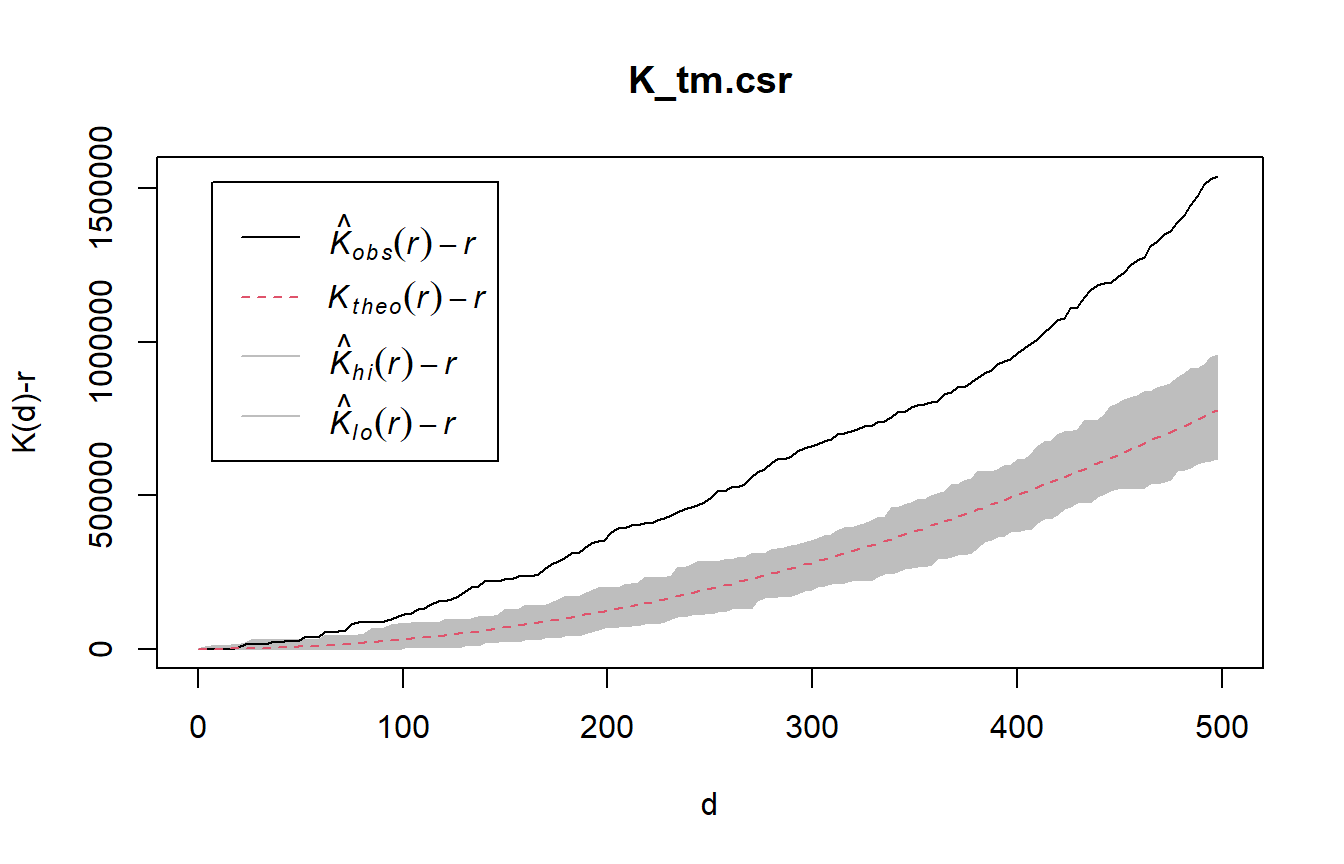 K_tm.csr
K̂obs(r) − r
Ktheo(r) − r
K̂hi(r) − r
K̂lo(r) − r
K(d)-r
1500000
1000000
500000
0
0 100 200 300 400 500
d